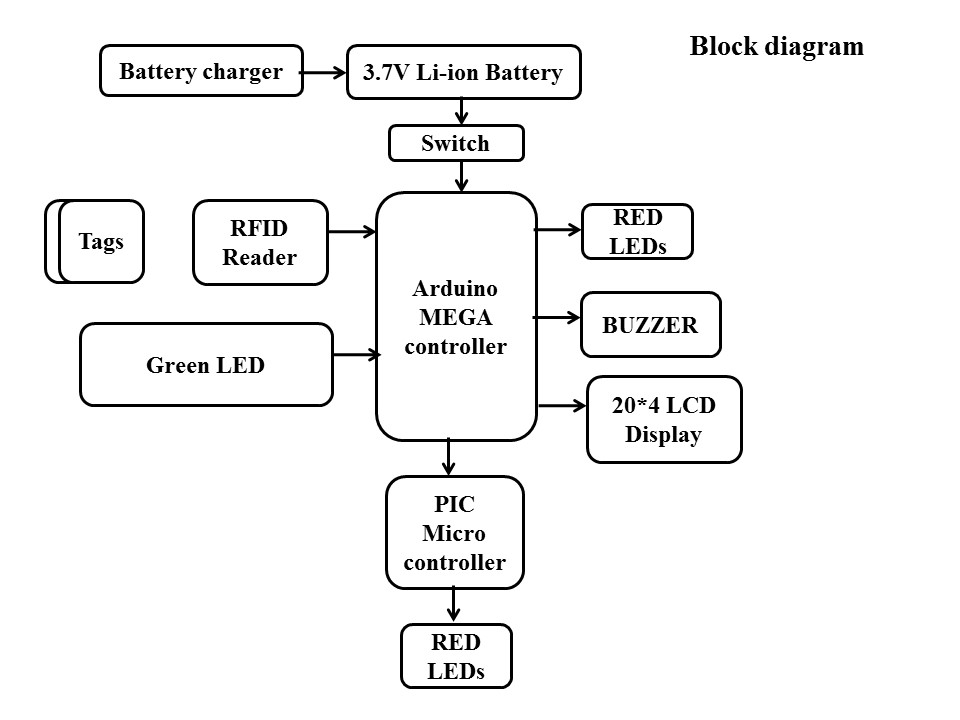 Block diagram
Battery charger
3.7V Li-ion Battery
Switch
Tags
RFID
Reader
Green LED
Arduino
MEGA
controller
RED
LEDs
BUZZER
20*4 LCD
Display
PIC
Micro
controller
RED
LEDs